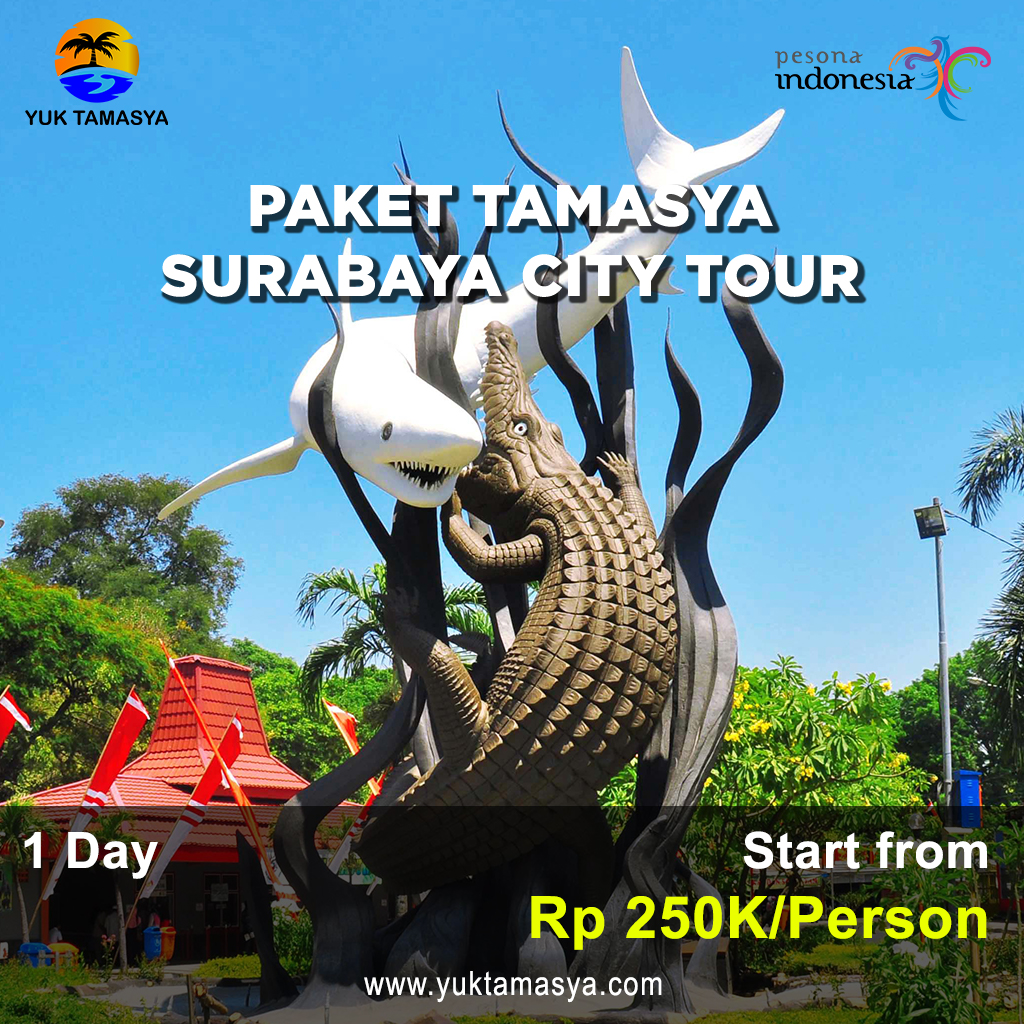 YUK TAMASYA
pesona
indonesia
PAKET TAMASYA
SURABAYA CITY TOUR
1 Day
Start from
Rp 250K/Person
www.yuktamasya.com